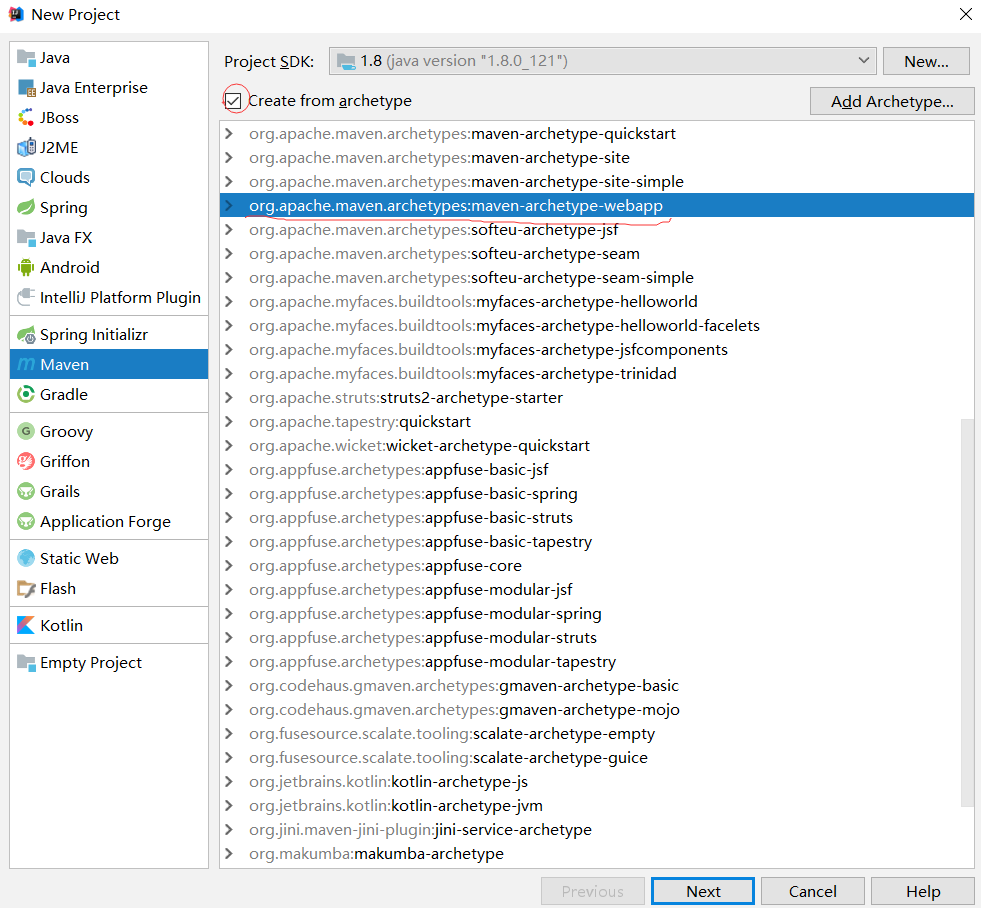 New Project
Java
Java Enterprise
JBoss
J2ME
Clouds
Spring
Java FX
Android
IntelliJ Platform Plugin
Spring Initializr
Maven
Gradle
Groovy
Griffon
Grails
Application Forge
Static Web
Flash
Kotlin
Empty Project
Project SDK: 1.8 (java version "1.8.0_121") New...
Create from archetype Add Archetype...
org.apache.maven.archetypes:maven-archetype-quickstart
org.apache.maven.archetypes:maven-archetype-site
org.apache.maven.archetypes:maven-archetype-site-simple
org.apache.maven.archetypes:maven-archetype-webapp
org.apache.maven.archetypes:softeu-archetype-jsf
org.apache.maven.archetypes:softeu-archetype-seam
org.apache.maven.archetypes:softeu-archetype-seam-simple
org.apache.myfaces.buildtools:myfaces-archetype-helloworld
org.apache.myfaces.buildtools:myfaces-archetype-helloworld-facelets
org.apache.myfaces.buildtools:myfaces-archetype-jsfcomponents
org.apache.myfaces.buildtools:myfaces-archetype-trinidad
org.apache.struts:struts2-archetype-starter
org.apache.tapestry:quickstart
org.apache.wicket:wicket-archetype-quickstart
org.appfuse.archetypes:appfuse-basic-jsf
org.appfuse.archetypes:appfuse-basic-spring
org.appfuse.archetypes:appfuse-basic-struts
org.appfuse.archetypes:appfuse-basic-tapestry
org.appfuse.archetypes:appfuse-core
org.appfuse.archetypes:appfuse-modular-jsf
org.appfuse.archetypes:appfuse-modular-spring
org.appfuse.archetypes:appfuse-modular-struts
org.appfuse.archetypes:appfuse-modular-tapestry
org.codehaus.gmaven.archetypes:gmaven-archetype-basic
org.codehaus.gmaven.archetypes:gmaven-archetype-mojo
org.fusesource.scalate.tooling:scalate-archetype-empty
org.fusesource.scalate.tooling:scalate-archetype-guice
org.jetbrains.kotlin:kotlin-archetype-js
org.jetbrains.kotlin:kotlin-archetype-jvm
org.jini.maven-jini-plugin:jini-service-archetype
org.makumba:makumba-archetype
Previous Next Cancel Help